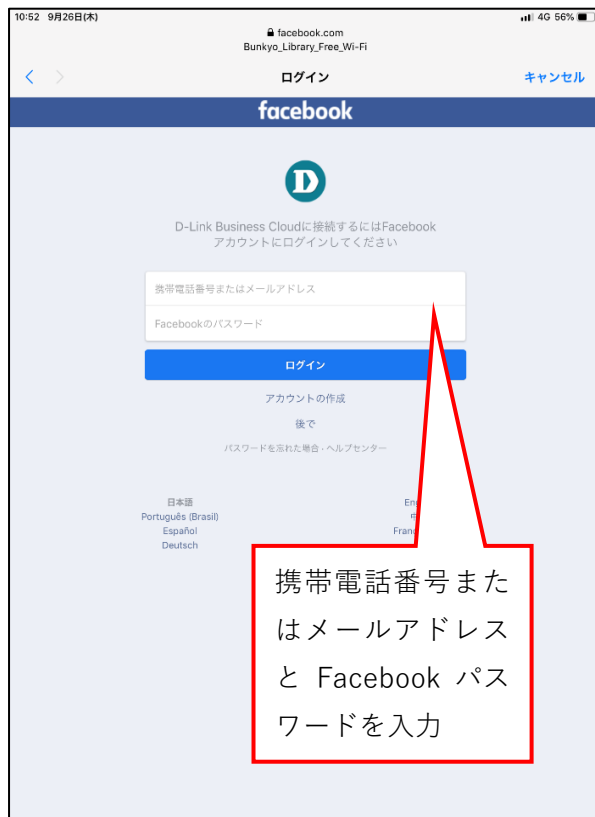 10:52 9月26日(木)
4G 56%
facebook.com
Bunkyo_Library_Free_Wi-Fi
ログイン
キャンセル
facebook
D
D-Link Business Cloudに接続するにはFacebook
アカウントにログインしてください
携帯電話番号またはメールアドレス
Facebookのパスワード
ログイン
アカウントの作成
後で
パスワードを忘れた場合・ヘルプセンター
日本語
Português (Brasil)
Español
Deutsch
携帯電話番号また
はメールアドレス
と Facebook パス
ワードを入力